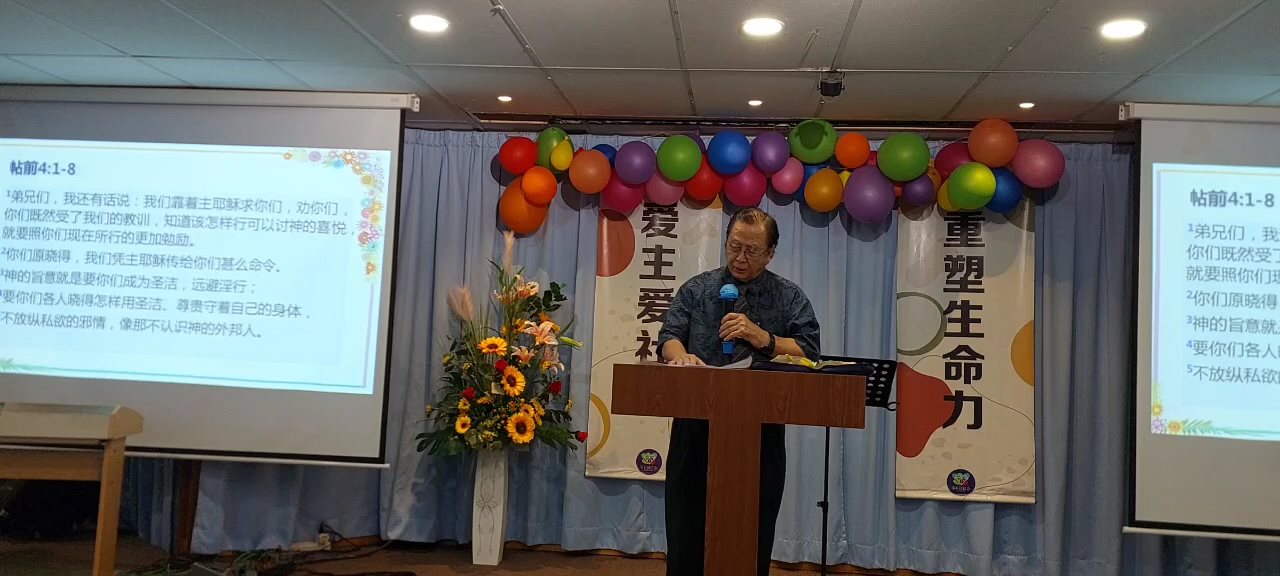 帖前4:1-8
1弟兄们，我还有话说：我们靠着主耶稣求你们，劝你们，
你们既然受了我们的教训，知道该怎样行可以讨神的喜悦，
就要照你们现在所行的更加勉励。
2你们原晓得，我们凭主耶稣传给你们甚么命令。
3神的旨意就是要你们成为圣洁，远避淫行；
要你们各人晓得怎样用圣洁、尊贵守着自己的身体，
不放纵私欲的邪情，像那不认识神的外邦人。
爱主爱社
重塑生命力
帖前4:1-8
1弟兄们，我
你们既然受
就要照你们现
2你们原晓得
3神的旨意就
4要你们各人
5不放纵私欲